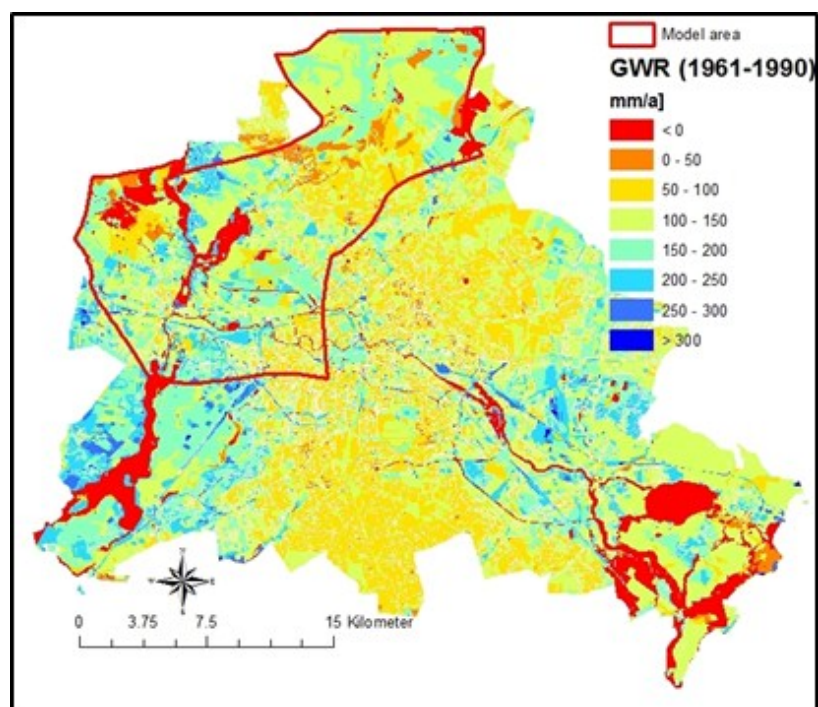 Model area
GWR (1961-1990)
mm/a]
< 0
0 - 50
50 - 100
100 - 150
150 - 200
200 - 250
250 - 300
> 300
0 3.75 7.5 15 Kilometer